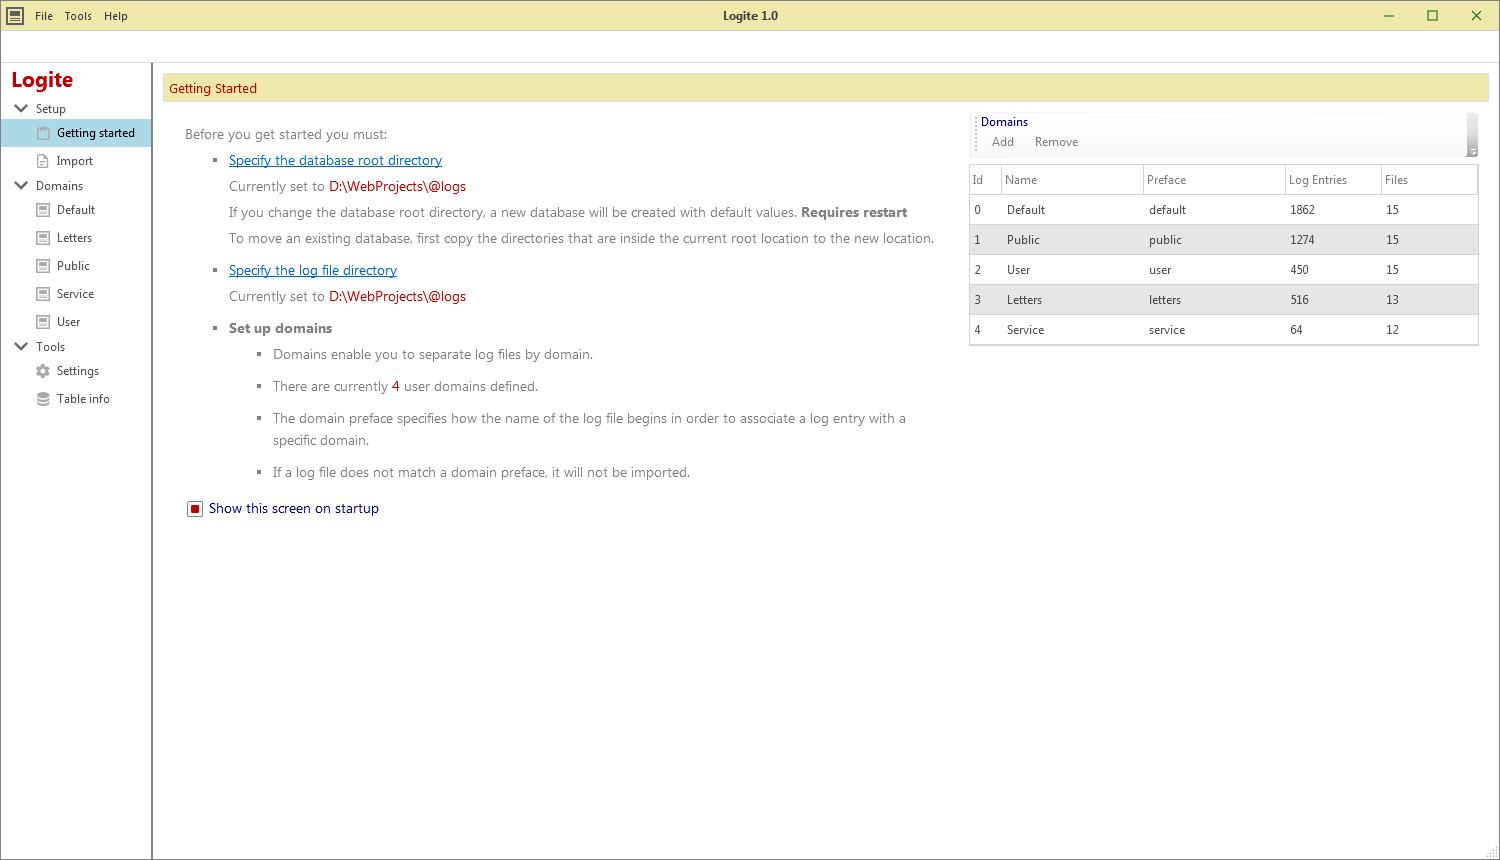 File Tools Help
Logite 1.0
Logite
Setup
Getting started
Import
Domains
Default
Letters
Public
Service
User
Tools
Settings
Table info
Getting Started
Before you get started you must:
Specify the database root directory
Currently set to D:\WebProjects\@logs
If you change the database root directory, a new database will be created with default values. Requires restart
To move an existing database, first copy the directories that are inside the current root location to the new location.
Specify the log file directory
Currently set to D:\WebProjects\@logs
Set up domains
Domains enable you to separate log files by domain.
There are currently 4 user domains defined.
The domain preface specifies how the name of the log file begins in order to associate a log entry with a
specific domain.
If a log file does not match a domain preface, it will not be imported.
Show this screen on startup
Domains
Add Remove
Id Name Preface Log Entries Files
0 Default default 1862 15
1 Public public 1274 15
2 User user 450 15
3 Letters letters 516 13
4 Service service 64 12